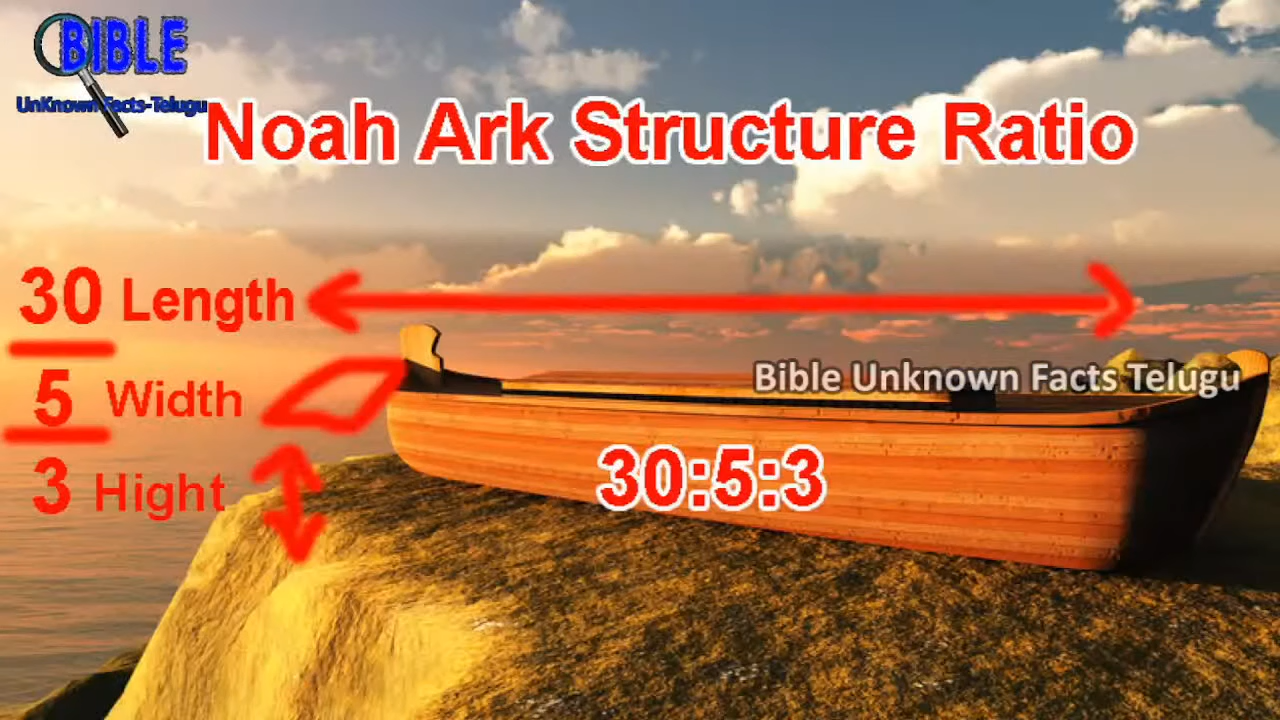 BIBLE
UnKnown Facts-Telugu
Noah Ark Structure Ratio
30 Length
5 Width
3 Hight
Bible Unknown Facts Telugu
30:5:3